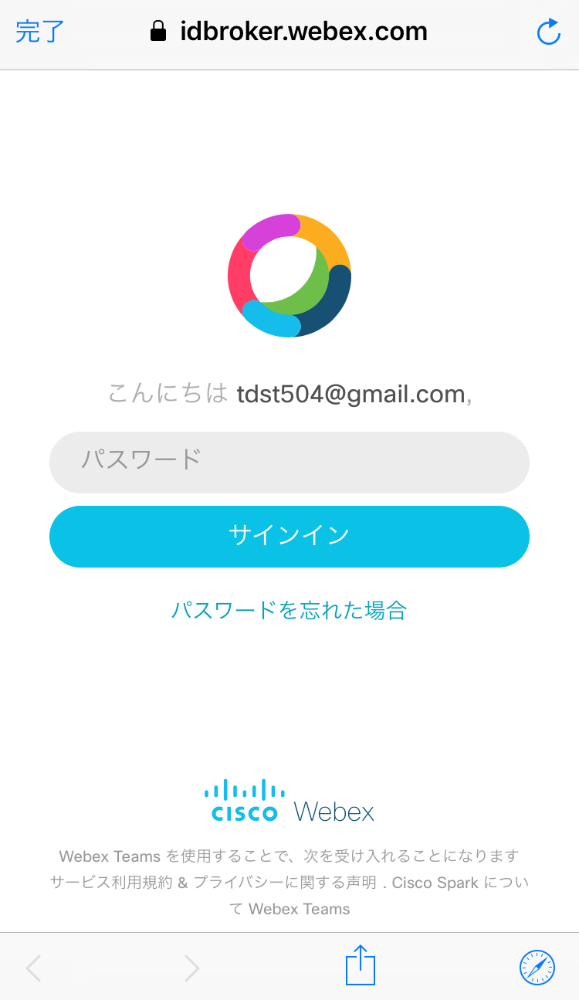 完了
idbroker.webex.com
こんにちは tdst504@gmail.com,
パスワード
サインイン
パスワードを忘れた場合
CISCO Webex
Webex Teams を使用することで、次を受け入れることになります
サービス利用規約 & プライバシーに関する声明 . Cisco Spark につい
て Webex Teams